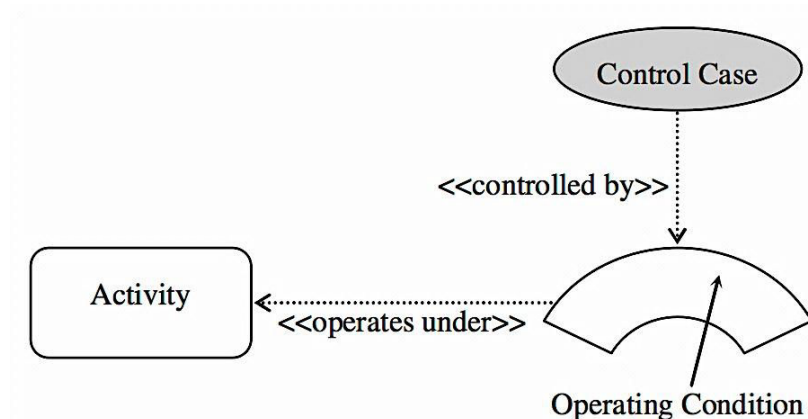 Control Case
<<controlled by>>
Activity
<<operates under>>
Operating Condition